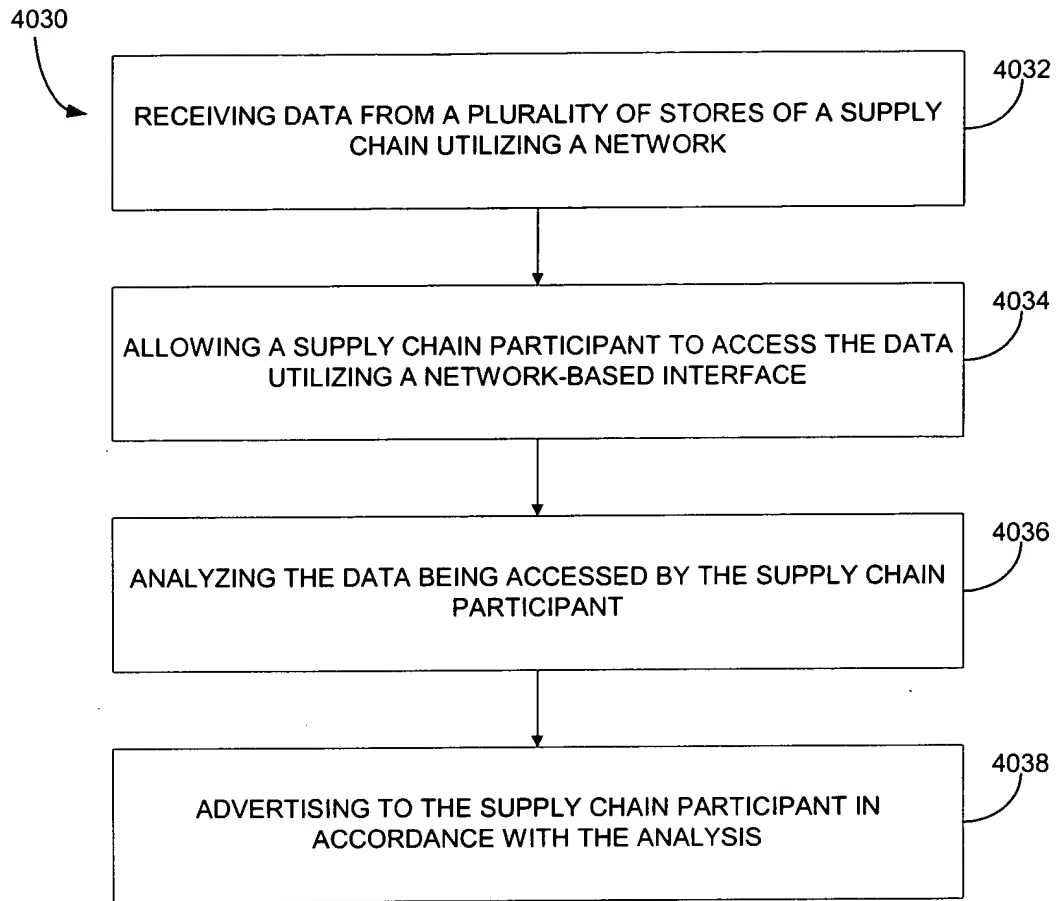 4030
4032
RECEIVING DATA FROM A PLURALITY OF STORES OF A SUPPLY
CHAIN UTILIZING A NETWORK
4034
ALLOWING A SUPPLY CHAIN PARTICIPANT TO ACCESS THE DATA
UTILIZING A NETWORK-BASED INTERFACE
4036
ANALYZING THE DATA BEING ACCESSED BY THE SUPPLY CHAIN
PARTICIPANT
4038
ADVERTISING TO THE SUPPLY CHAIN PARTICIPANT IN
ACCORDANCE WITH THE ANALYSIS